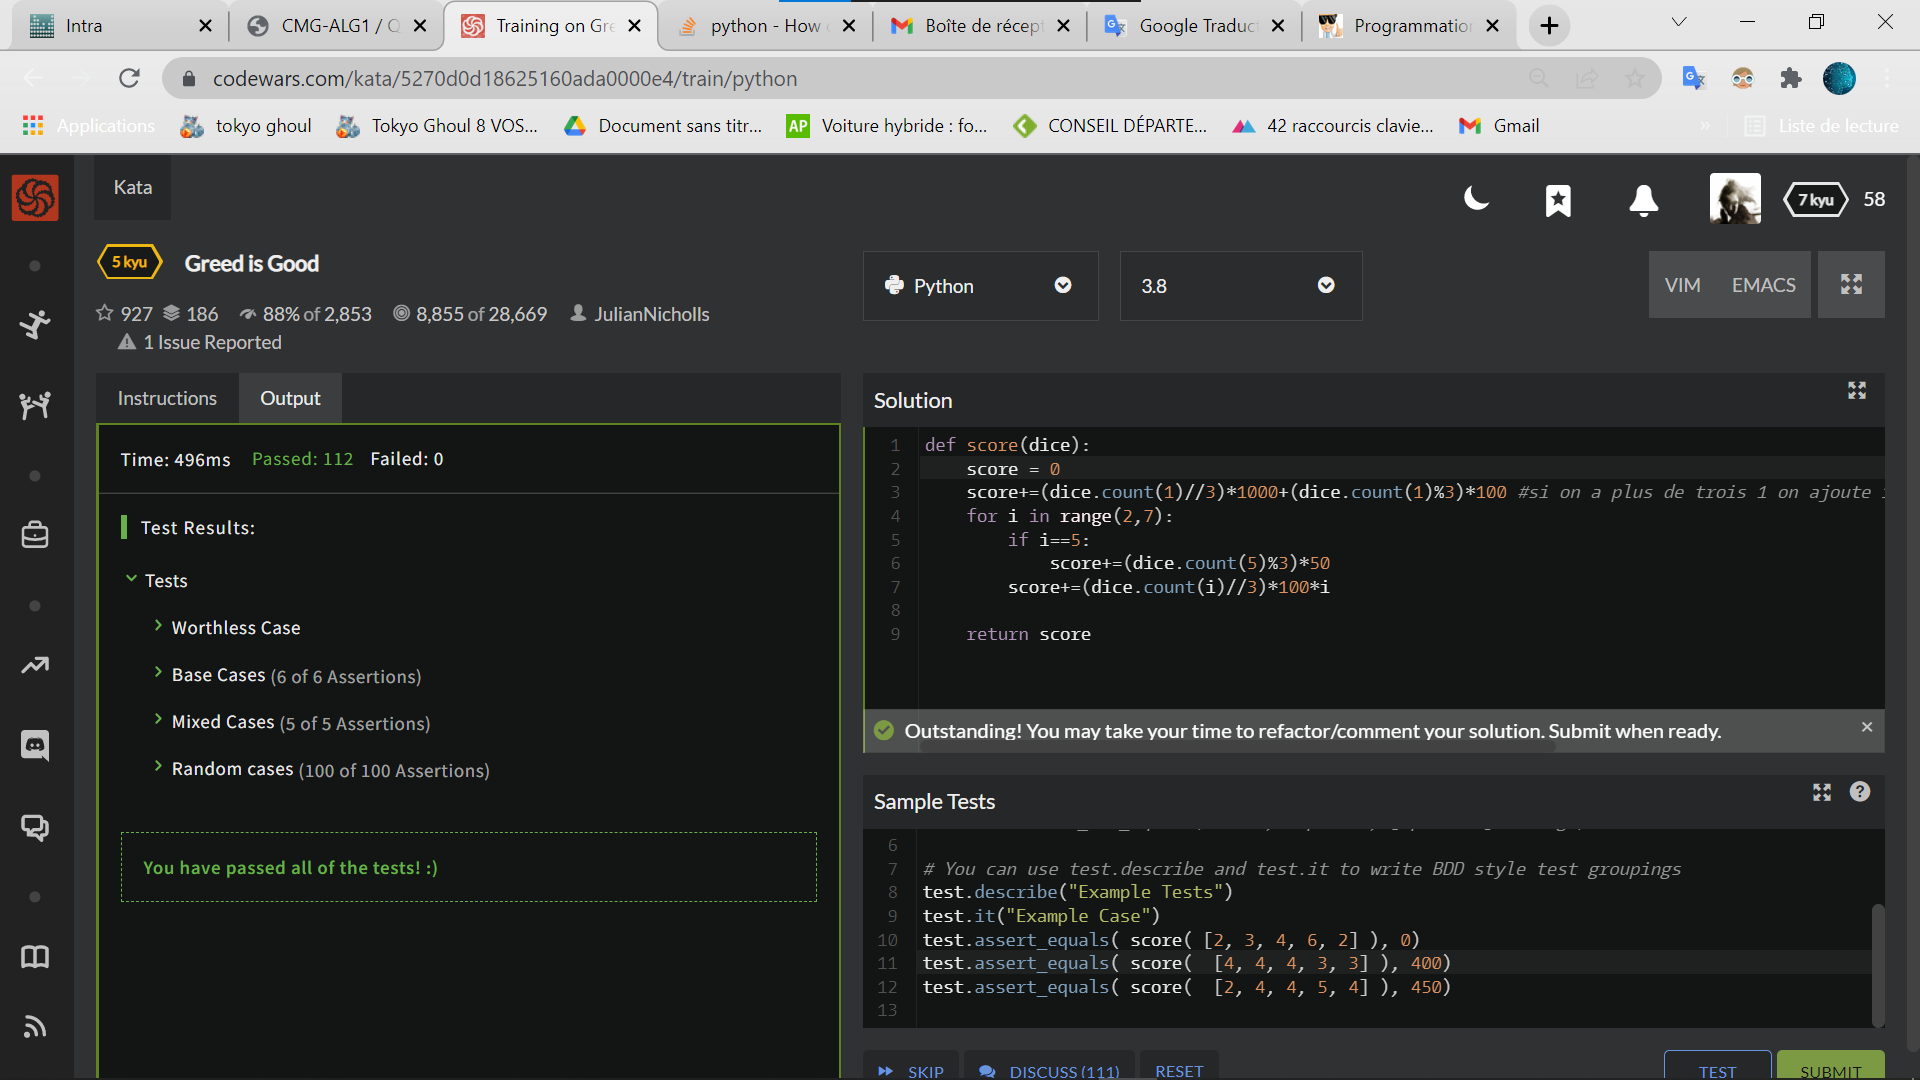 Intra
CMG-ALG1 / Q
Training on Gre
python - How
Boîte de récept
Google Traduc
Programmation
codewars.com/kata/5270d0d18625160ada0000e4/train/python
Applications
tokyo ghoul
Tokyo Ghoul 8 VOS...
Document sans titr...
AP Voiture hybride : fo...
CONSEIL DÉPARTE...
42 raccourcis clavie...
Gmail
»
Liste de lecture
Kata
7 kyu 58
5 kyu Greed is Good
927 186 88% of 2,853 8,855 of 28,669 JulianNicholls
1 Issue Reported
Python
3.8
VIM EMACS
Instructions Output
Time: 496ms Passed: 112 Failed: 0
Test Results:
Tests
Worthless Case
Base Cases (6 of 6 Assertions)
Mixed Cases (5 of 5 Assertions)
Random cases (100 of 100 Assertions)
You have passed all of the tests! :)
Solution
1 def score(dice):
2 score = 0
3 score+=(dice.count(1)//3)*1000+(dice.count(1)%3)*100 #si on a plus de trois 1 on ajoute
4 for i in range(2,7):
5 if i==5:
6 score+=(dice.count(5)%3)*50
7 score+=(dice.count(i)//3)*100*i
8
9 return score
Outstanding! You may take your time to refactor/comment your solution. Submit when ready.
Sample Tests
6
7 # You can use test.describe and test.it to write BDD style test groupings
8 test.describe("Example Tests")
9 test.it("Example Case")
10 test.assert_equals( score( [2, 3, 4, 6, 2] ), 0)
11 test.assert_equals( score( [4, 4, 4, 3, 3] ), 400)
12 test.assert_equals( score( [2, 4, 4, 5, 4] ), 450)
13
SKIP DISCUSS (111) RESET TEST SUBMIT